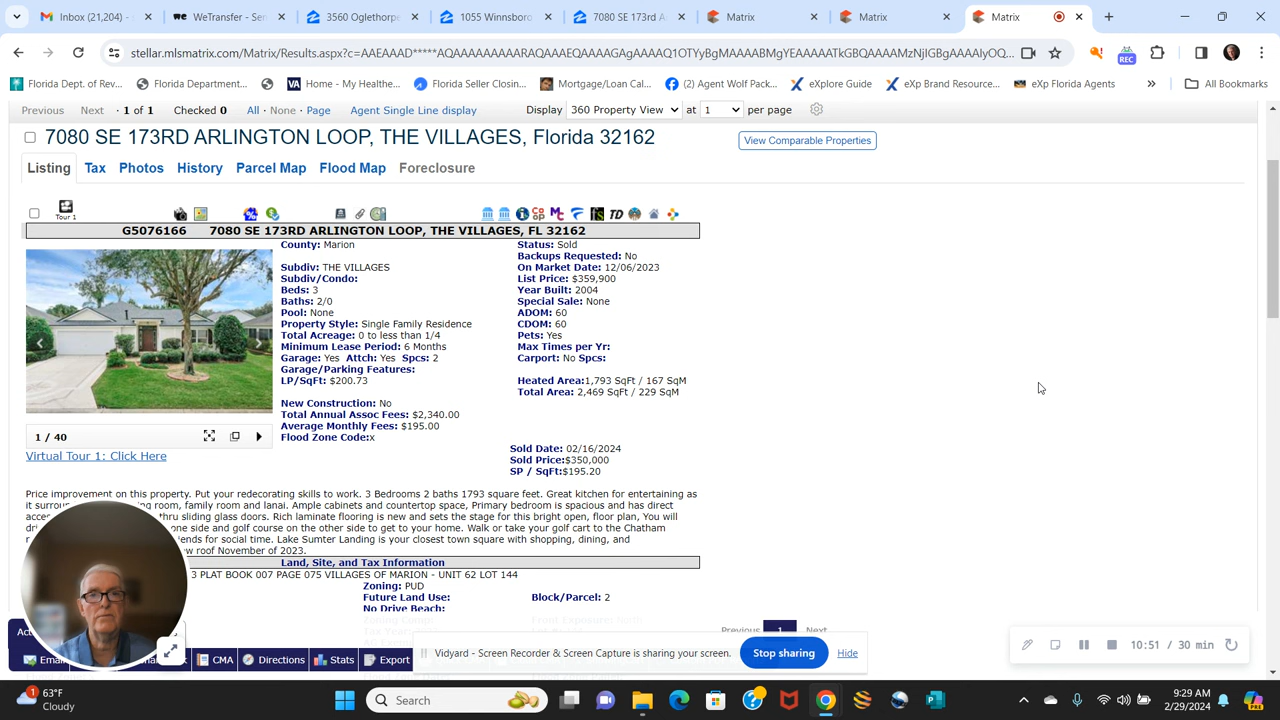 Inbox (21,204) -
WeTransfer - Sen
3560 Oglethorpe
1055 Winnsboro
7080 SE 173rd A
Matrix
Matrix
Matrix
stellar.mlsmatrix.com/Matrix/Results.aspx?c=AAEAAAD*****AQAAAAAAAAARAQAAAEQAAAAGAgAAAAQ1OTYyBgMAAAABMgYEAAAAATkGBQAAAAMzNjIGBgAAAAIyOQ...
REC
Florida Dept. of Rev...
Florida Department...
Home - My Healthe...
Florida Seller Closin...
Mortgage/Loan Cal...
(2) Agent Wolf Pack...
eXplore Guide
eXp Brand Resource...
eXp Florida Agents
All Bookmarks
Previous Next · 1 of 1 Checked 0 All · None · Page Agent Single Line display Display 360 Property View at 1 per page
7080 SE 173RD ARLINGTON LOOP, THE VILLAGES, Florida 32162
View Comparable Properties
Listing Tax Photos History Parcel Map Flood Map Foreclosure
Tour 1
G5076166 7080 SE 173RD ARLINGTON LOOP, THE VILLAGES, FL 32162
County: Marion Status: Sold
Backups Requested: No
Subdiv: THE VILLAGES On Market Date: 12/06/2023
Subdiv/Condo: List Price: $359,900
Beds: 3 Year Built: 2004
Baths: 2/0 Special Sale: None
Pool: None ADOM: 60
Property Style: Single Family Residence CDOM: 60
Total Acreage: 0 to less than 1/4 Pets: Yes
Minimum Lease Period: 6 Months Max Times per Yr:
Garage: Yes Attch: Yes Spcs: 2 Carport: No Spcs:
Garage/Parking Features:
LP/SqFt: $200.73 Heated Area:1,793 SqFt / 167 SqM
Total Area: 2,469 SqFt / 229 SqM
New Construction: No
Total Annual Assoc Fees: $2,340.00
Average Monthly Fees: $195.00
Flood Zone Code:x
1 / 40
Sold Date: 02/16/2024
Virtual Tour 1: Click Here
Sold Price:$350,000
SP / SqFt:$195.20
Price improvement on this property. Put your redecorating skills to work. 3 Bedrooms 2 baths 1793 square feet. Great kitchen for entertaining as
it room, family room and lanai. Ample cabinets and countertop space, Primary bedroom is spacious and has direct
thru sliding glass doors. Rich laminate flooring is new and sets the stage for this bright open, floor plan, You will
one side and golf course on the other side to get to your home. Walk or take your golf cart to the Chatham
for social time. Lake Sumter Landing is your closest town square with shopping, dining, and
roof November of 2023.
Land, Site, and Tax Information
3 PLAT BOOK 007 PAGE 075 VILLAGES OF MARION - UNIT 62 LOT 144
Zoning: PUD
Future Land Use: Block/Parcel: 2
No Drive Beach:
Previous 1 Next
CMA Directions Stats Export
Vidyard - Screen Recorder & Screen Capture is sharing your screen. Stop sharing Hide
10:51 / 30 min
1
63°F
Cloudy
Search
9:29 AM
2/29/2024